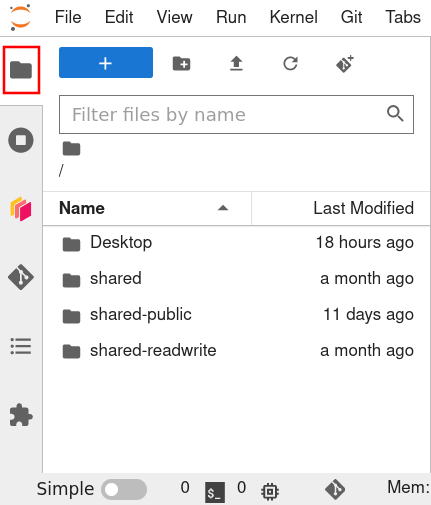 File Edit View Run Kernel Git Tabs
Filter files by name
/
Name Last Modified
Desktop 18 hours ago
shared a month ago
shared-public 11 days ago
shared-readwrite a month ago
Simple 0 $_ 0 Mem: